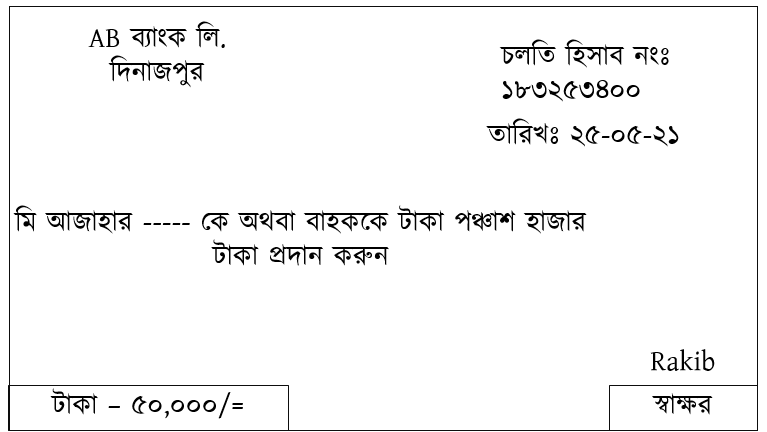 AB ব্যাংক লি.
দিনাজপুর
চলতি হিসাব নংঃ
১৮৩২৫৩৪০০
তারিখঃ ২৫-০৫-২১
মি আজাহার ----- কে অথবা বাহককে টাকা পঞ্চাশ হাজার
টাকা প্রদান করুন
Rakib
টাকা – ৫০,০০০/=
স্বাক্ষর